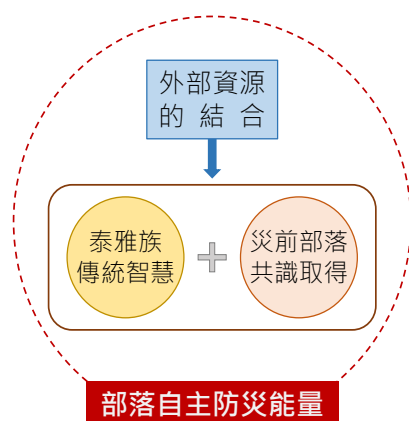 外部資源
的結合
泰雅族
傳統智慧
+
災前部落
共識取得
部落自主防災能量